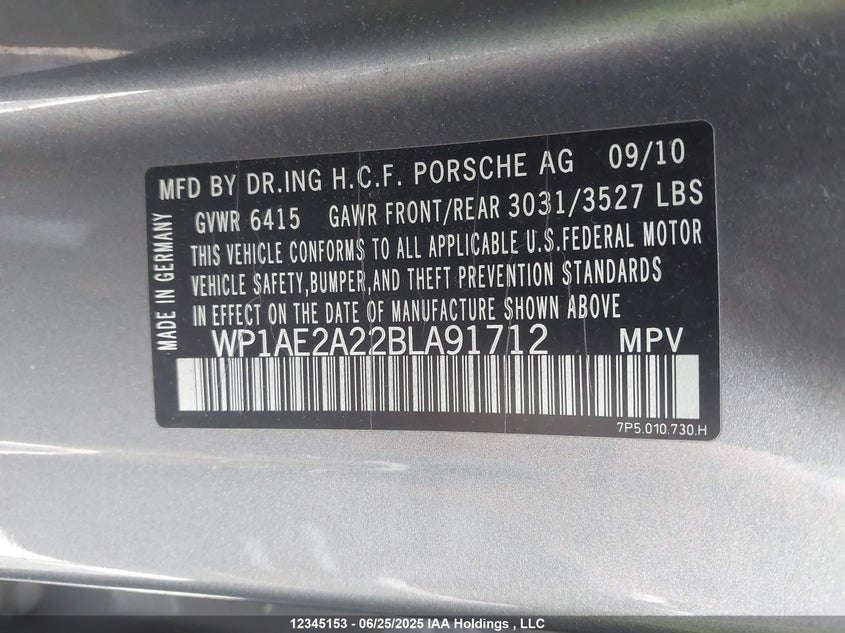 MFD BY DR.ING H.C.F. PORSCHE AG 09/10
GVWR 6415 GAWR FRONT/REAR 3031/3527 LBS
THIS VEHICLE CONFORMS TO ALL APPLICABLE U.S.FEDERAL MOTOR
VEHICLE SAFETY,BUMPER,AND THEFT PREVENTION STANDARDS
IN EFFECT ON THE DATE OF MANUFACTURE SHOWN ABOVE
WP1AE2A22BLA91712 MPV
7P5.010.730.H
MADE IN GERMANY
12345153 - 06/25/2025 IAA Holdings , LLC